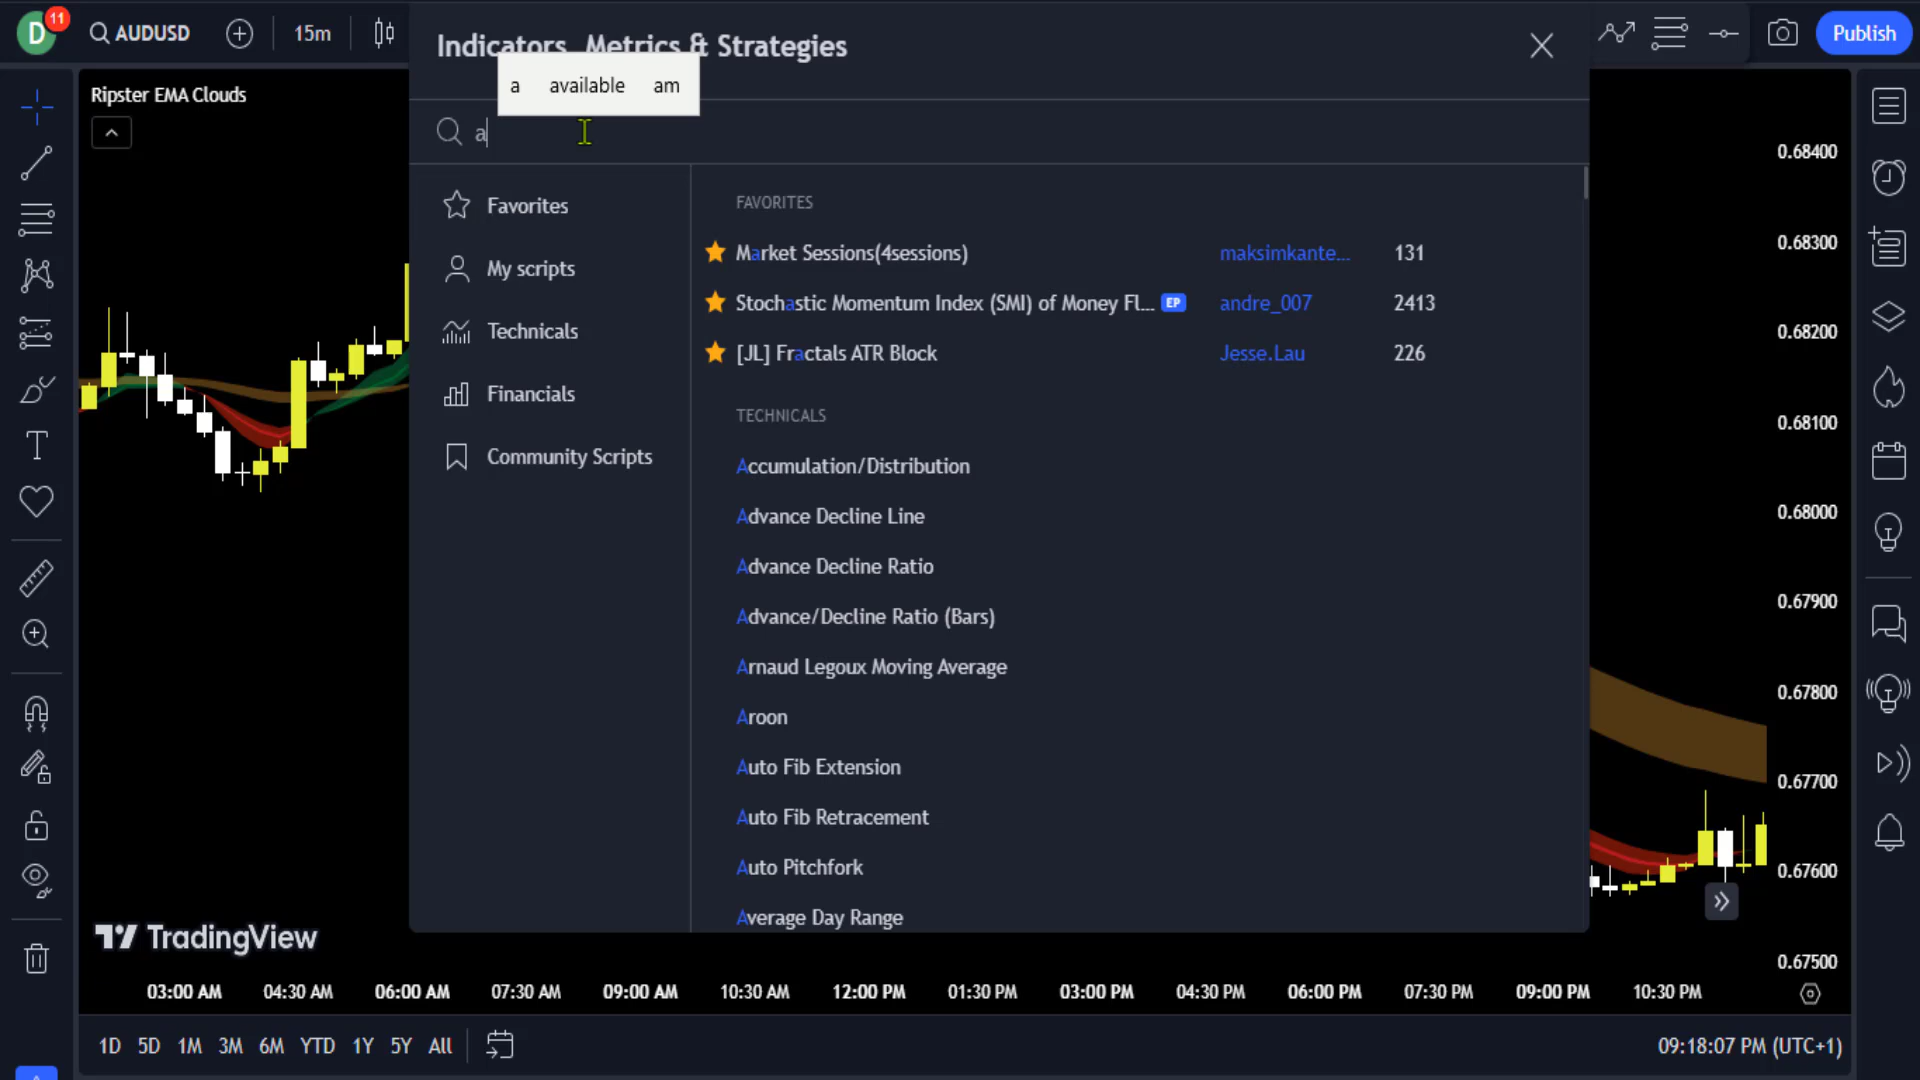 D
11
AUDUSD
15m
Indicators, Metrics & Strategies
Publish
a available am
a
Ripster EMA Clouds
Favorites
My scripts
Technicals
Financials
Community Scripts
FAVORITES
Market Sessions(4sessions) maksimkante... 131
Stochastic Momentum Index (SMI) of Money Fl... EP andre_007 2413
[JL] Fractals ATR Block Jesse.Lau 226
TECHNICALS
Accumulation/Distribution
Advance Decline Line
Advance Decline Ratio
Advance/Decline Ratio (Bars)
Arnaud Legoux Moving Average
Aroon
Auto Fib Extension
Auto Fib Retracement
Auto Pitchfork
Average Day Range
0.68400
0.68300
0.68200
0.68100
0.68000
0.67900
0.67800
0.67700
0.67600
0.67500
TradingView
03:00 AM 04:30 AM 06:00 AM 07:30 AM 09:00 AM 10:30 AM 12:00 PM 01:30 PM 03:00 PM 04:30 PM 06:00 PM 07:30 PM 09:00 PM 10:30 PM
1D 5D 1M 3M 6M YTD 1Y 5Y All
09:18:07 PM (UTC+1)